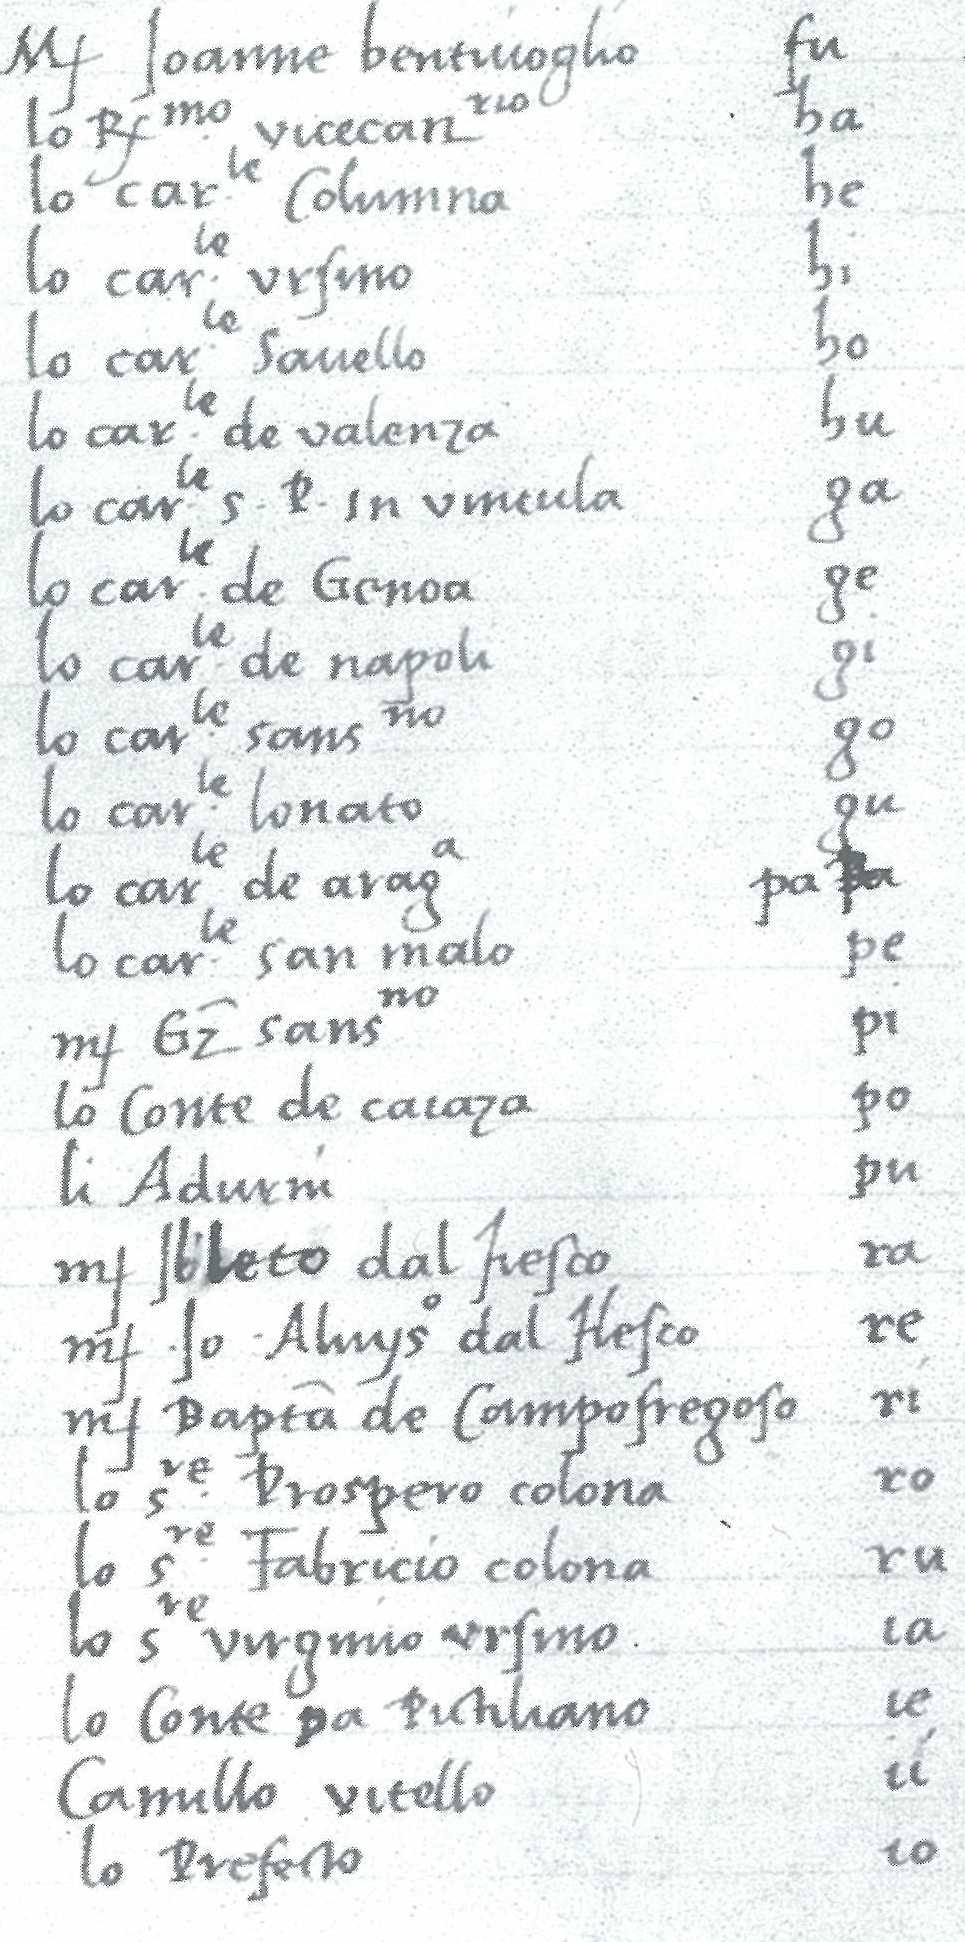 Mſ Joanne bentiuoglio fu
lo Rſ mo vicecan rio ha
lo car. le Columna he
lo car. le vrſino hi
lo car. le Sauello ho
lo car. le de valenza hu
lo car. le s. P. in vincula ga
lo car. le de Genoa ge
lo car. le de napoli gi
lo car. le sans no go
lo car. le lonato gu
lo car. le de arag a pa
lo car. le san malo pe
mſ Gz̃ sans no pi
lo Conte de caiaza po
li Adurni pu
mſ dal fieſco ra
mſ. Jo. Aluys o dal flieſco re
mſ Bapt̃a de Campofregoſo ri
lo s. re Prospero colona ro
lo s. re Fabricio colona ru
lo s. re virginio vrſino ia
lo Conte da Pitiliano ie
Camillo vitello ii
lo Prefecto io